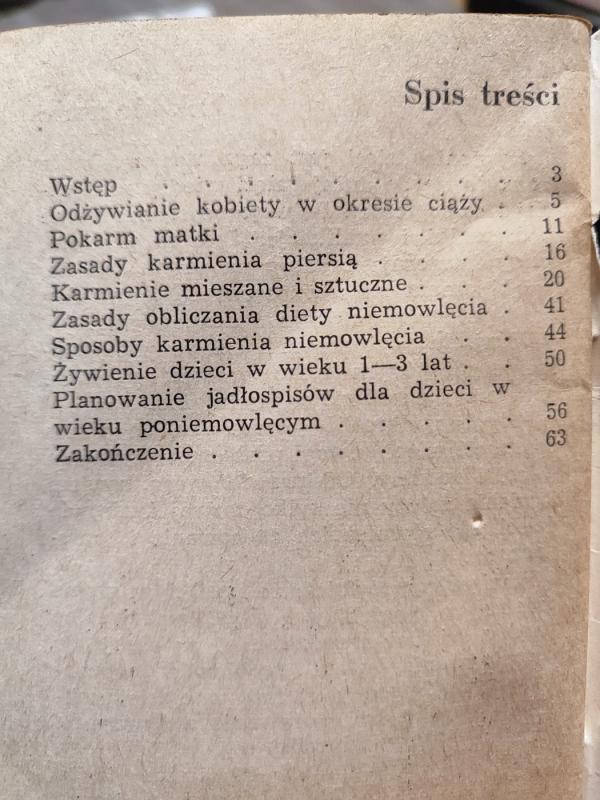 Spis treści
Wstęp . . . . . . . . . 3
Odżywianie kobiety w okresie ciąży . . 5
Pokarm matki . . . . . . . 11
Zasady karmienia piersią . . . . 16
Karmienie mieszane i sztuczne . . . 20
Zasady obliczania diety niemowlęcia . 41
Sposoby karmienia niemowlęcia . . 44
Żywienie dzieci w wieku 1—3 lat . . 50
Planowanie jadłospisów dla dzieci w
wieku poniemowlęcym . . . . . 56
Zakończenie . . . . . . . . 63